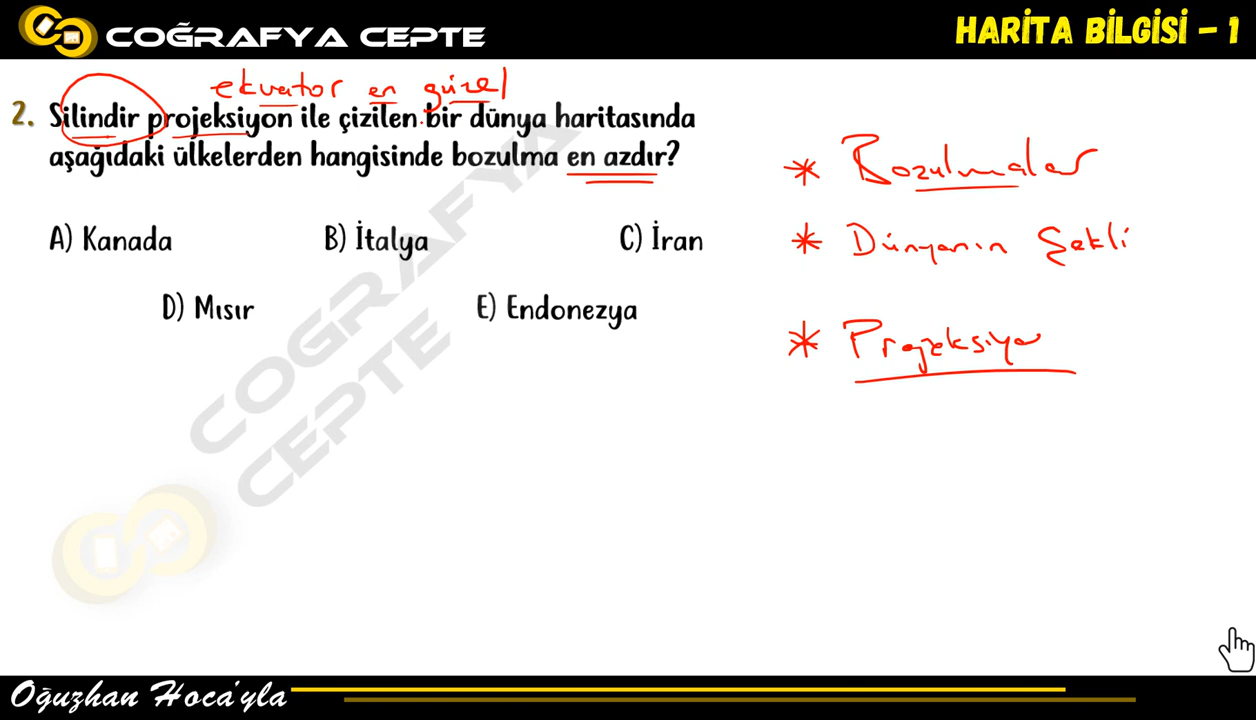 COĞRAFYA CEPTE
HARİTA BİLGİSİ – 1
ekvator en güzel
2. Silindir projeksiyon ile çizilen bir dünya haritasında
aşağıdaki ülkelerden hangisinde bozulma en azdır?
A) Kanada
B) İtalya
C) İran
D) Mısır
E) Endonezya
* Bozulmalar
* Dünyanın Şekli
* Projeksiyon
COĞRAFYA
CEPTE
Oğuzhan Hoca'yla